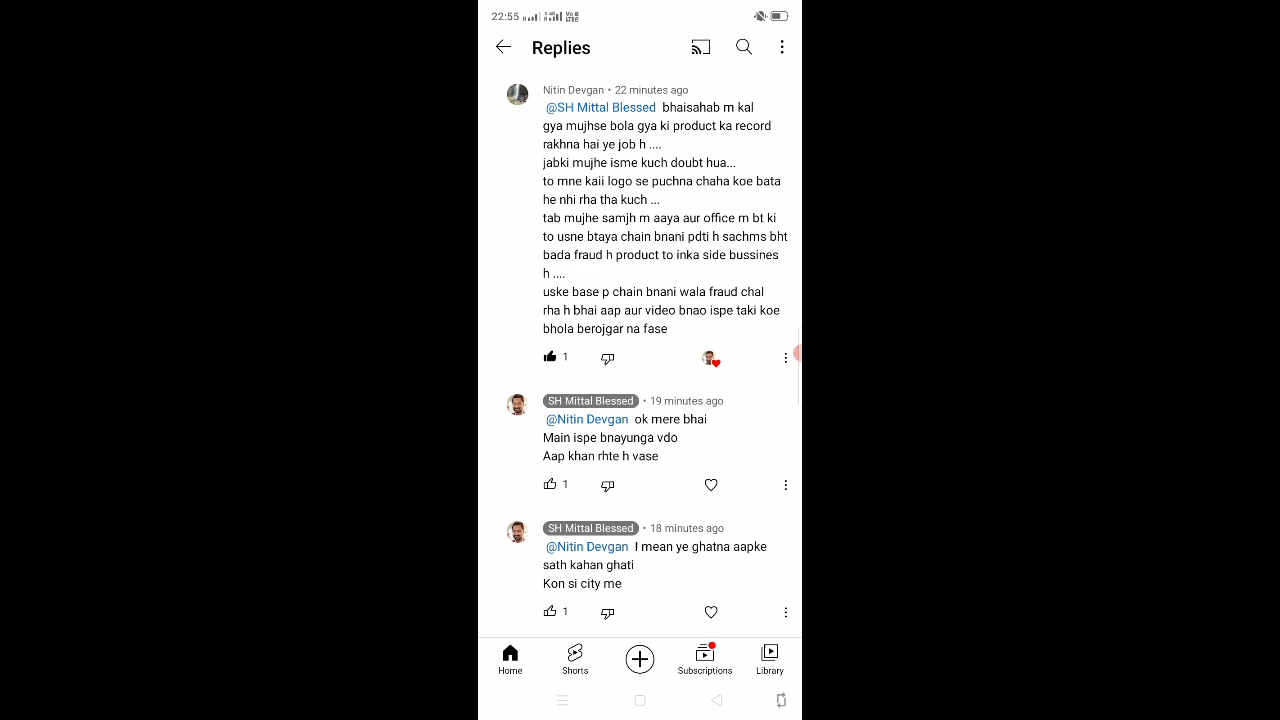 22:55
Replies
Nitin Devgan • 22 minutes ago
@SH Mittal Blessed bhaisahab m kal
gya mujhse bola gya ki product ka record
rakhna hai ye job h ....
jabki mujhe isme kuch doubt hua...
to mne kaii logo se puchna chaha koe bata
he nhi rha tha kuch ...
tab mujhe samjh m aaya aur office m bt ki
to usne btaya chain bnani pdti h sachms bht
bada fraud h product to inka side bussines
h ....
uske base p chain bnani wala fraud chal
rha h bhai aap aur video bnao ispe taki koe
bhola berojgar na fase
1
SH Mittal Blessed • 19 minutes ago
@Nitin Devgan ok mere bhai
Main ispe bnayunga vdo
Aap khan rhte h vase
1
SH Mittal Blessed • 18 minutes ago
@Nitin Devgan I mean ye ghatna aapke
sath kahan ghati
Kon si city me
1
Home Shorts Subscriptions Library